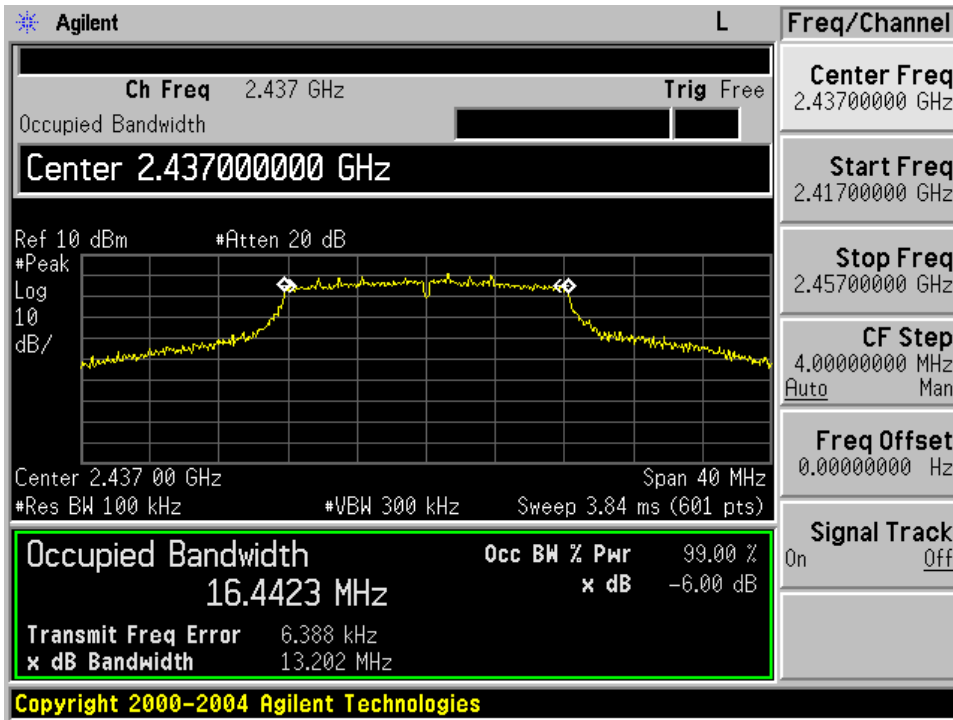 Agilent
L
Freq/Channel
Ch Freq 2.437 GHz
Trig Free
Occupied Bandwidth
Center 2.437000000 GHz
Ref 10 dBm #Atten 20 dB
#Peak
Log
10
dB/
Center 2.437 00 GHz
Span 40 MHz
#Res BW 100 kHz
#VBW 300 kHz
Sweep 3.84 ms (601 pts)
Occupied Bandwidth
16.4423 MHz
Occ BW % Pwr 99.00 %
x dB -6.00 dB
Transmit Freq Error 6.388 kHz
x dB Bandwidth 13.202 MHz
Copyright 2000-2004 Agilent Technologies
Center Freq
2.43700000 GHz
Start Freq
2.41700000 GHz
Stop Freq
2.45700000 GHz
CF Step
4.00000000 MHz
Auto Man
Freq Offset
0.00000000 Hz
Signal Track
On Off